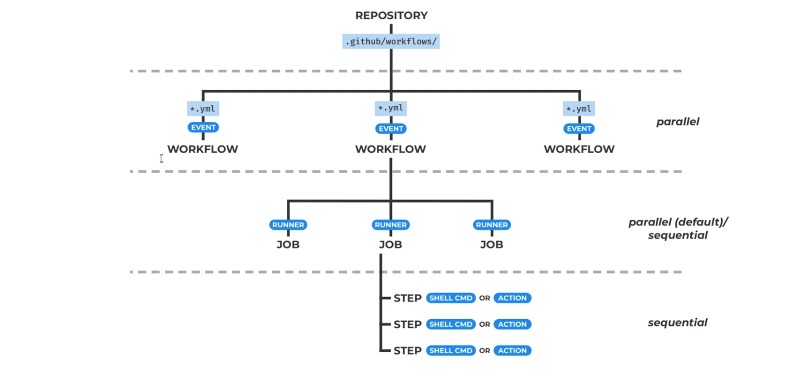 REPOSITORY
.github/workflows/
*.yml *.yml *.yml
EVENT EVENT EVENT
parallel
WORKFLOW WORKFLOW WORKFLOW
RUNNER RUNNER RUNNER
parallel (default)/
sequential
JOB JOB JOB
STEP SHELL CMD OR ACTION
STEP SHELL CMD OR ACTION
sequential
STEP SHELL CMD OR ACTION